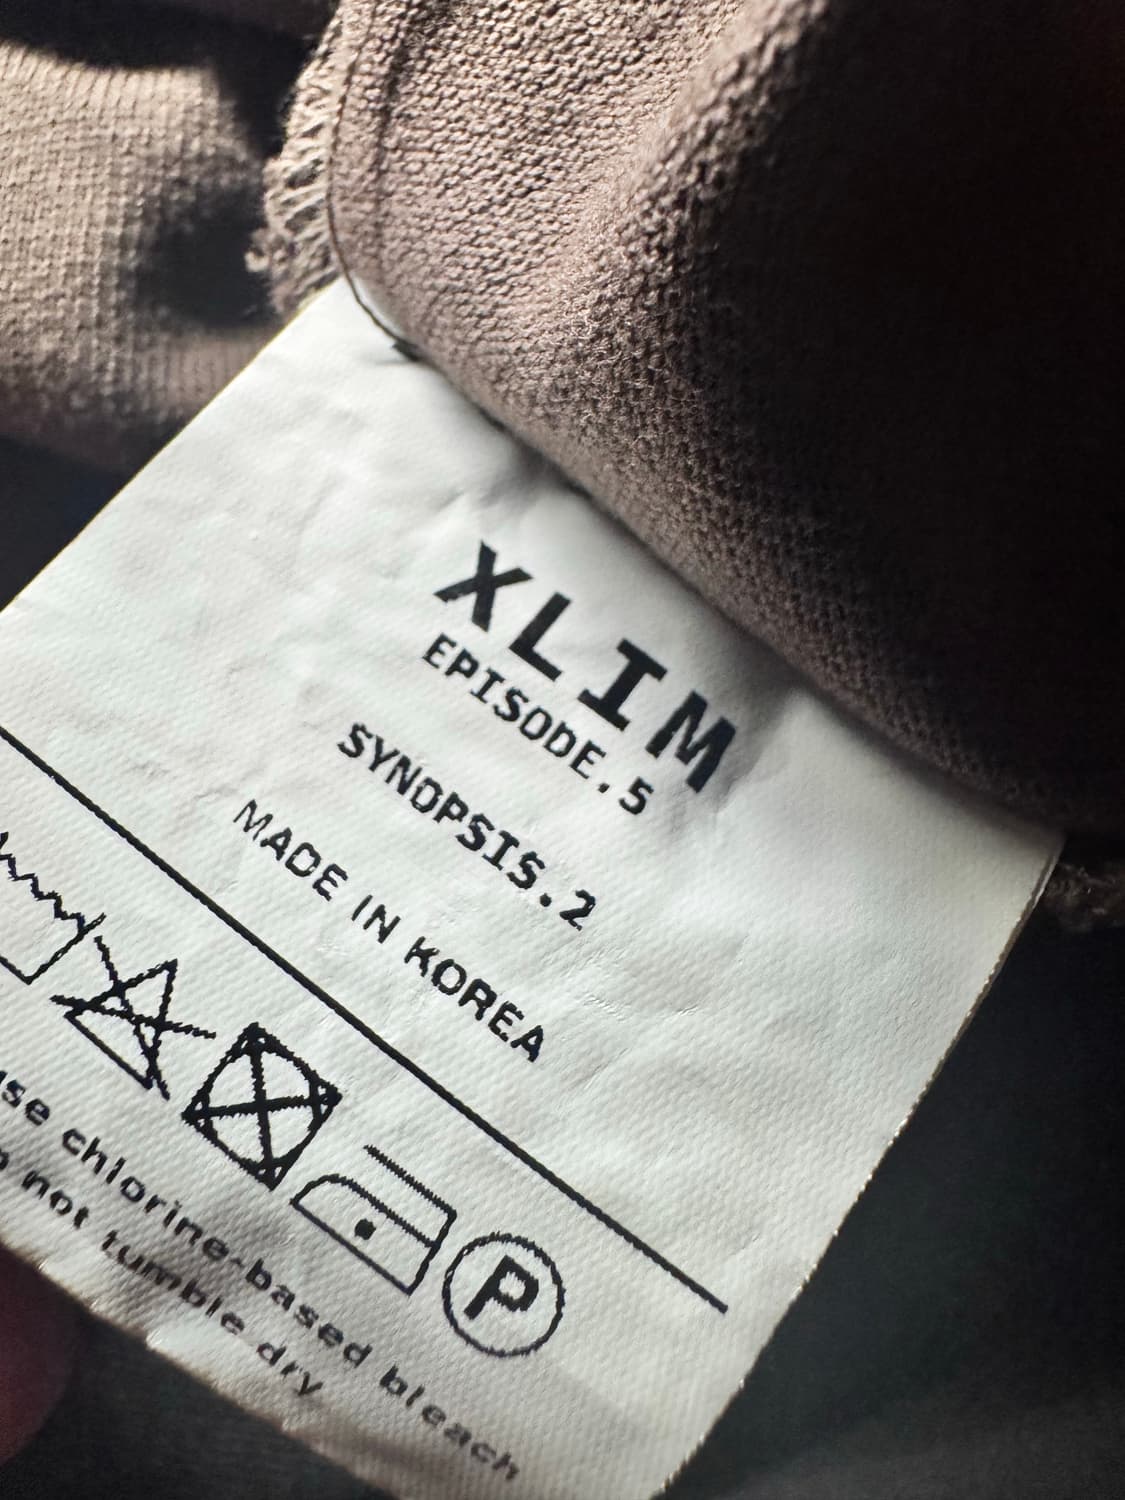 XLIM
EPISODE.5
SYNOPSIS.2
MADE IN KOREA
P
chlorine-based bleach
not tumble dry